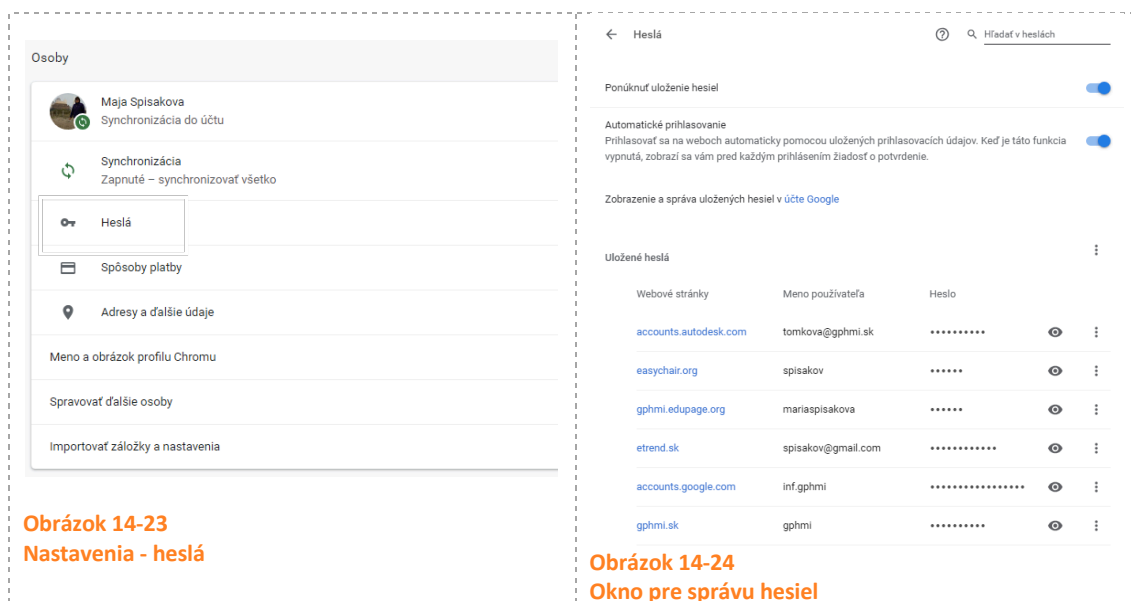 Osoby
Maja Spisakova
Synchronizácia do účtu
Synchronizácia
Zapnuté – synchronizovať všetko
Heslá
Spôsoby platby
Adresy a ďalšie údaje
Meno a obrázok profilu Chromu
Spravovať ďalšie osoby
Importovať záložky a nastavenia
Obrázok 14-23
Nastavenia - heslá
Heslá
Hľadať v heslách
Ponúknuť uloženie hesiel
Automatické prihlasovanie
Prihlasovať sa na weboch automaticky pomocou uložených prihlasovacích údajov. Keď je táto funkcia
vypnutá, zobrazí sa vám pred každým prihlásením žiadosť o potvrdenie.
Zobrazenie a správa uložených hesiel v účte Google
Uložené heslá
Webové stránky Meno používateľa Heslo
accounts.autodesk.com tomkova@gphmi.sk ••••••••••
easychair.org spisakov ••••••
gphmi.edupage.org mariaspisakova ••••••
etrend.sk spisakov@gmail.com ••••••••••••
accounts.google.com inf.gphmi •••••••••••••••••
gphmi.sk gphmi ••••••••••
Obrázok 14-24
Okno pre správu hesiel